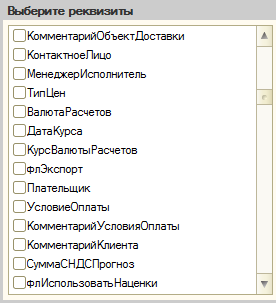 Выберите реквизиты
КомментарийОбъектДоставки
КонтактноеЛицо
МенеджерИсполнитель
ТипЦен
ВалютаРасчетов
ДатаКурса
КурсВалютыРасчетов
флЭкспорт
Плательщик
УсловиеОплаты
КомментарийУсловияОплаты
КомментарийКлиента
СуммаСНДСПрогноз
флИспользоватьНаценки